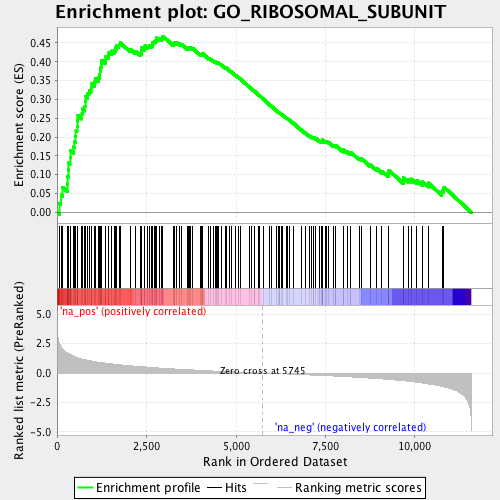 Enrichment plot: GO_RIBOSOMAL_SUBUNIT
Enrichment score (ES)
0.45
0.40
0.35
0.30
0.25
0.20
0.15
0.10
0.05
0.00
'na_pos' (positively correlated)
Ranked list metric (PreRanked)
5.0
2.5
0.0
-2.5
-5.0
Zero cross at 5745
'na_neg' (negatively correlated)
0
2,500
5,000
7,500
10,000
Rank in Ordered Dataset
Enrichment profile
Hits
Ranking metric scores